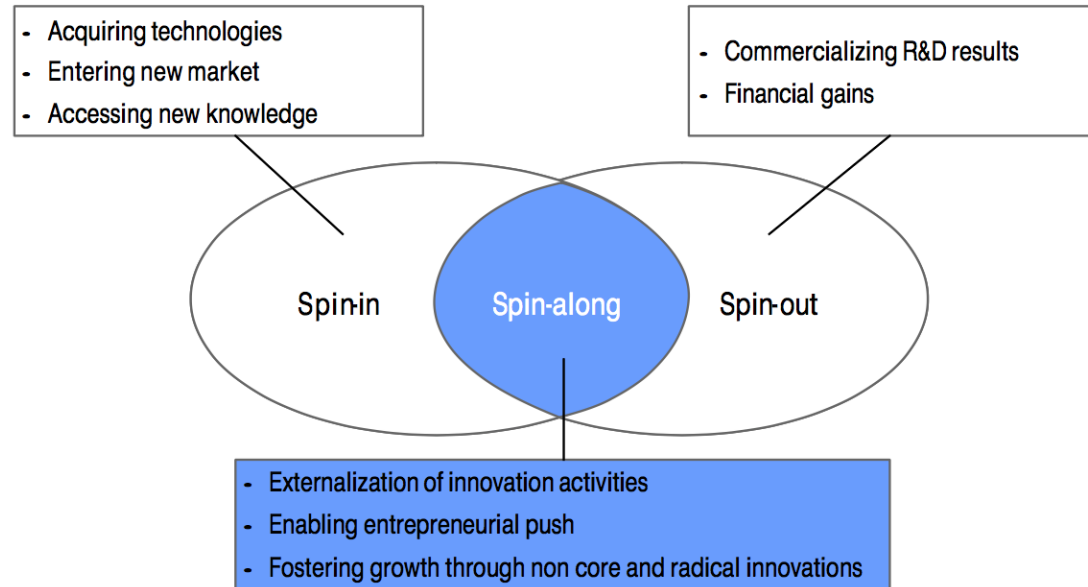 - Acquiring technologies
- Entering new market
- Accessing new knowledge
- Commercializing R&D results
- Financial gains
Spin-in
Spin-along
Spin-out
- Externalization of innovation activities
- Enabling entrepreneurial push
- Fostering growth through non core and radical innovations